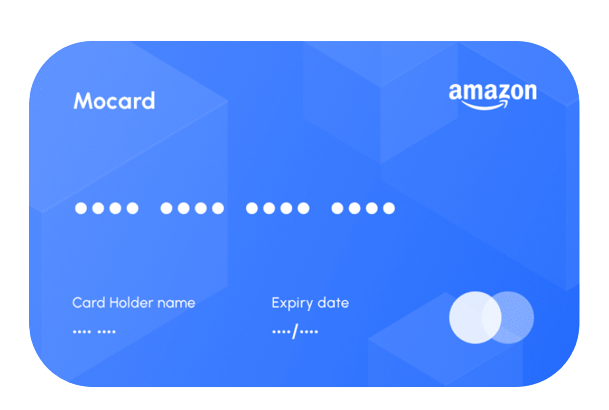 Mocard
amazon
●●●● ●●●● ●●●● ●●●●
Card Holder name
Expiry date
•••• ••••
••••/••••